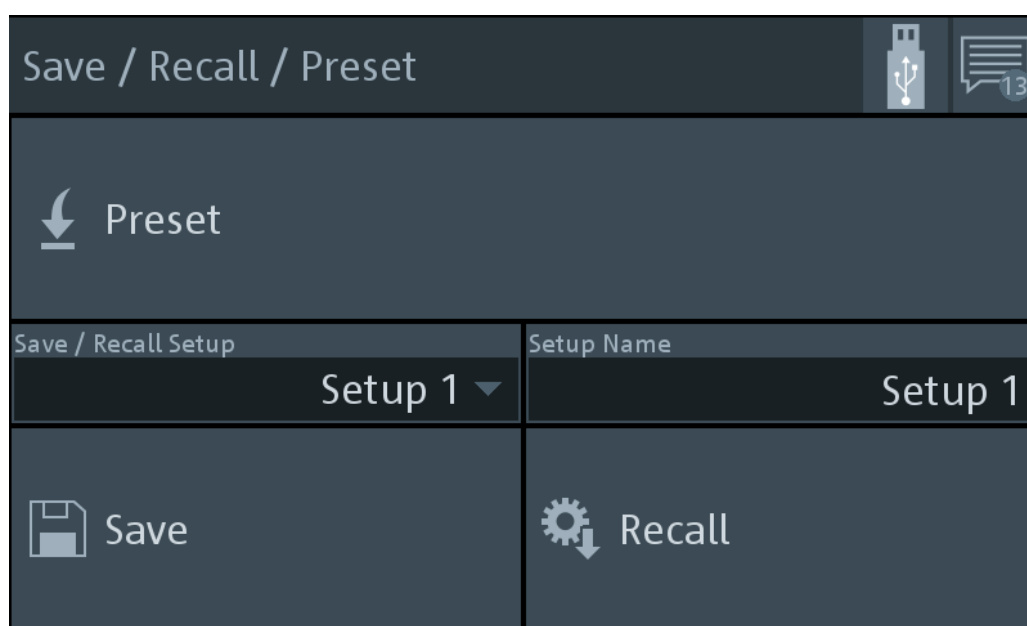 Save / Recall / Preset
13
Preset
Save / Recall Setup
Setup Name
Setup 1
Setup 1
Save
Recall